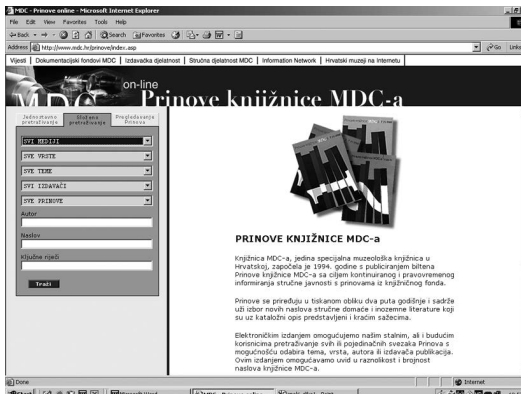 MDC - Prinove online - Microsoft Internet Explorer
File Edit View Favorites Tools Help
Back Search Favorites
Address http://www.mdc.hr/prinove/index.asp Go Links
Vijesti | Dokumentacijski fondovi MDC | Izdavačka djelatnost | Stručna djelatnost MDC | Information Network | Hrvatski muzeji na Internetu
MDC on-line
Prinove knjižnice MDC-a
Jednostavno pretraživanje
Složeno pretraživanje
Pregledavanje Prinova
SVI MEDIJI
SVE VRSTE
SVE TEME
SVI IZDAVAČI
SVE PRINOVE
Autor
Naslov
Ključne riječi
Traži
PRINOVE KNJIŽNICE MDC-a
Knjižnica MDC-a, jedina specijalna muzeološka knjižnica u
Hrvatskoj, započela je 1994. godine s publiciranjem biltena
Prinove knjižnice MDC-a sa ciljem kontinuiranog i pravovremenog
informiranja stručne javnosti s prinovama iz knjižničnog fonda.
Prinove se priređuju u tiskanom obliku dva puta godišnje i sadrže
uži izbor novih naslova stručne domaće i inozemne literature koji
su uz kataložni opis predstavljeni i kraćim sažecima.
Elektroničkim izdanjem omogućujemo našim stalnim, ali i budućim
korisnicima pretraživanje svih ili pojedinačnih svezaka Prinova s
mogućnošću odabira tema, vrsta, autora ili izdavača publikacija.
Ovim izdanjem omogućavamo uvid u raznolikost i brojnost
naslova knjižnice MDC-a.
Done Internet